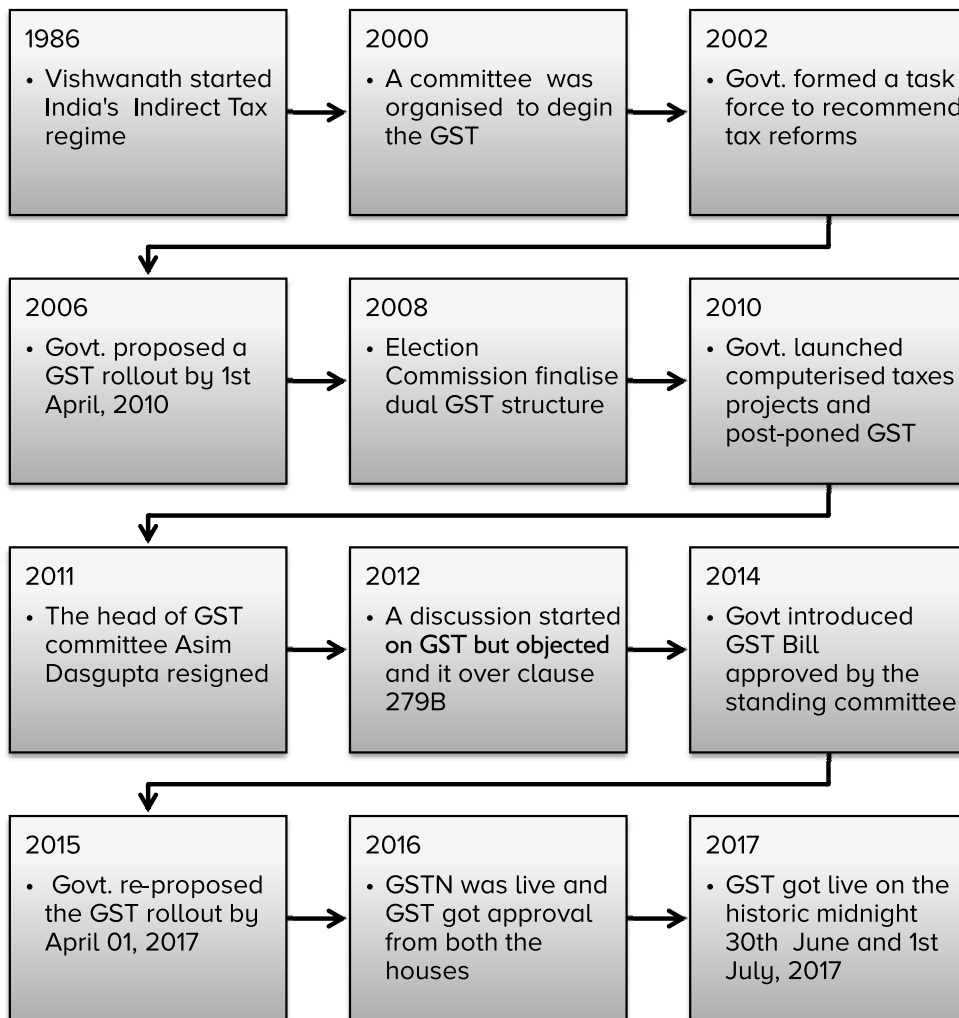 1986
• Vishwanath started
India's Indirect Tax
regime
2000
• A committee was
organised to degin
the GST
2002
• Govt. formed a task
force to recommend
tax reforms
2006
• Govt. proposed a
GST rollout by 1st
April, 2010
2008
• Election
Commission finalise
dual GST structure
2010
• Govt. launched
computerised taxes
projects and
post-poned GST
2011
• The head of GST
committee Asim
Dasgupta resigned
2012
• A discussion started
on GST but objected
and it over clause
279B
2014
• Govt introduced
GST Bill
approved by the
standing committee
2015
• Govt. re-proposed
the GST rollout by
April 01, 2017
2016
• GSTN was live and
GST got approval
from both the
houses
2017
• GST got live on the
historic midnight
30th June and 1st
July, 2017